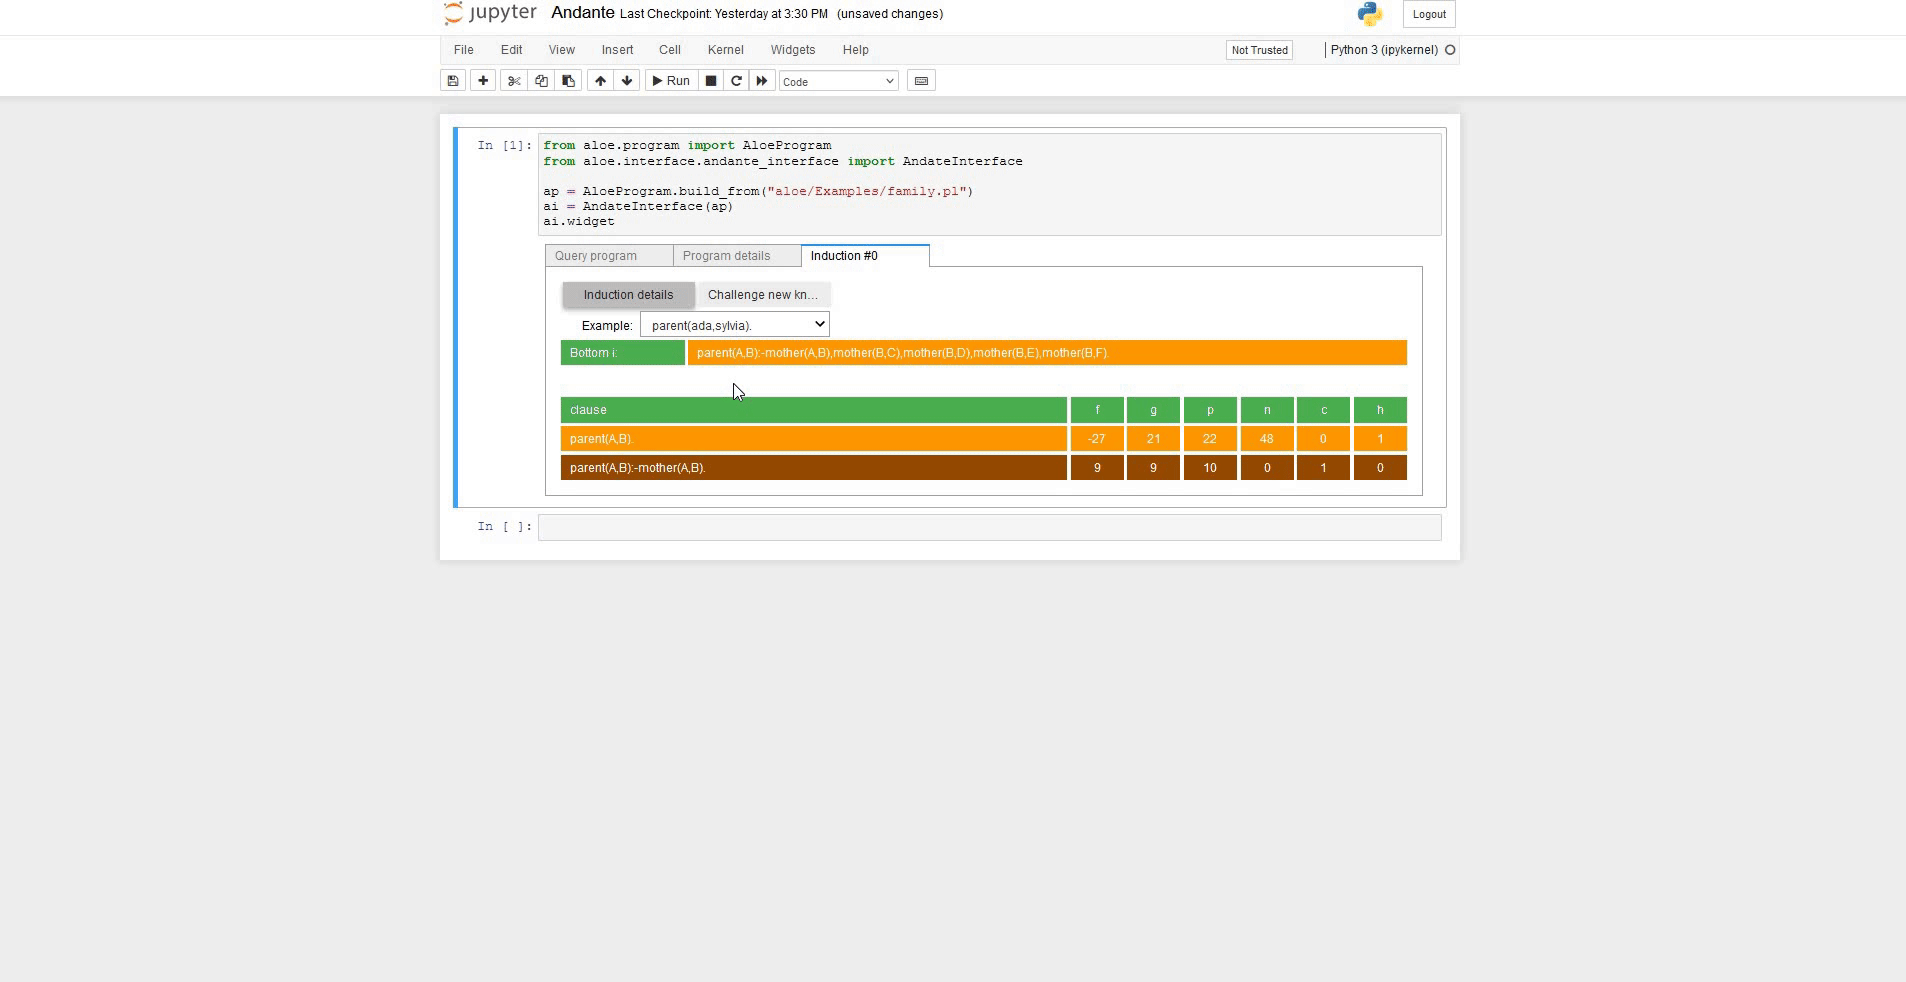 jupyter Andante Last Checkpoint: Yesterday at 3:30 PM (unsaved changes) Logout
File Edit View Insert Cell Kernel Widgets Help Not Trusted Python 3 (ipykernel)
Run Code
In [1]: from aloe.program import AloeProgram
from aloe.interface.andante_interface import AndateInterface
ap = AloeProgram.build_from("aloe/Examples/family.pl")
ai = AndateInterface(ap)
ai.widget
Query program Program details Induction #0
Induction details Challenge new kn...
Example: parent(ada,sylvia).
Bottom i: parent(A,B):-mother(A,B),mother(B,C),mother(B,D),mother(B,E),mother(B,F).
clause f g p n c h
parent(A,B). -27 21 22 48 0 1
parent(A,B):-mother(A,B). 9 9 10 0 1 0
In [ ]: